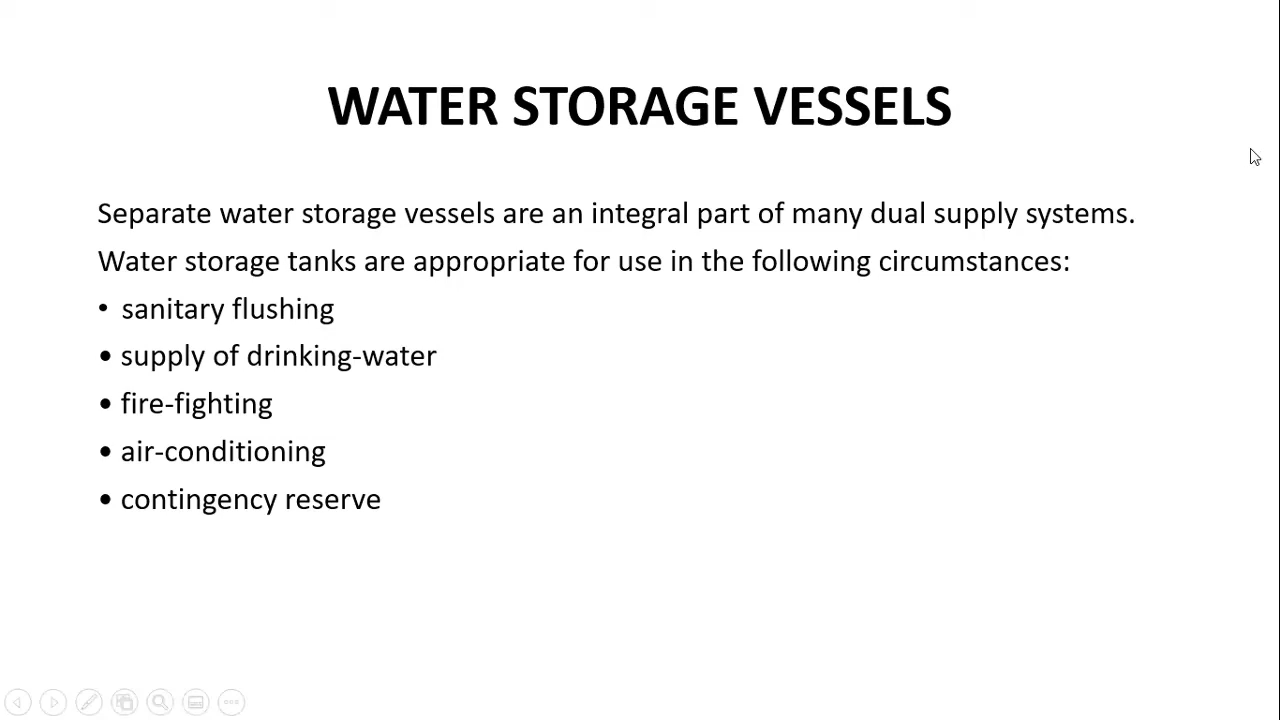 WATER STORAGE VESSELS
Separate water storage vessels are an integral part of many dual supply systems.
Water storage tanks are appropriate for use in the following circumstances:
• sanitary flushing
• supply of drinking-water
• fire-fighting
• air-conditioning
• contingency reserve